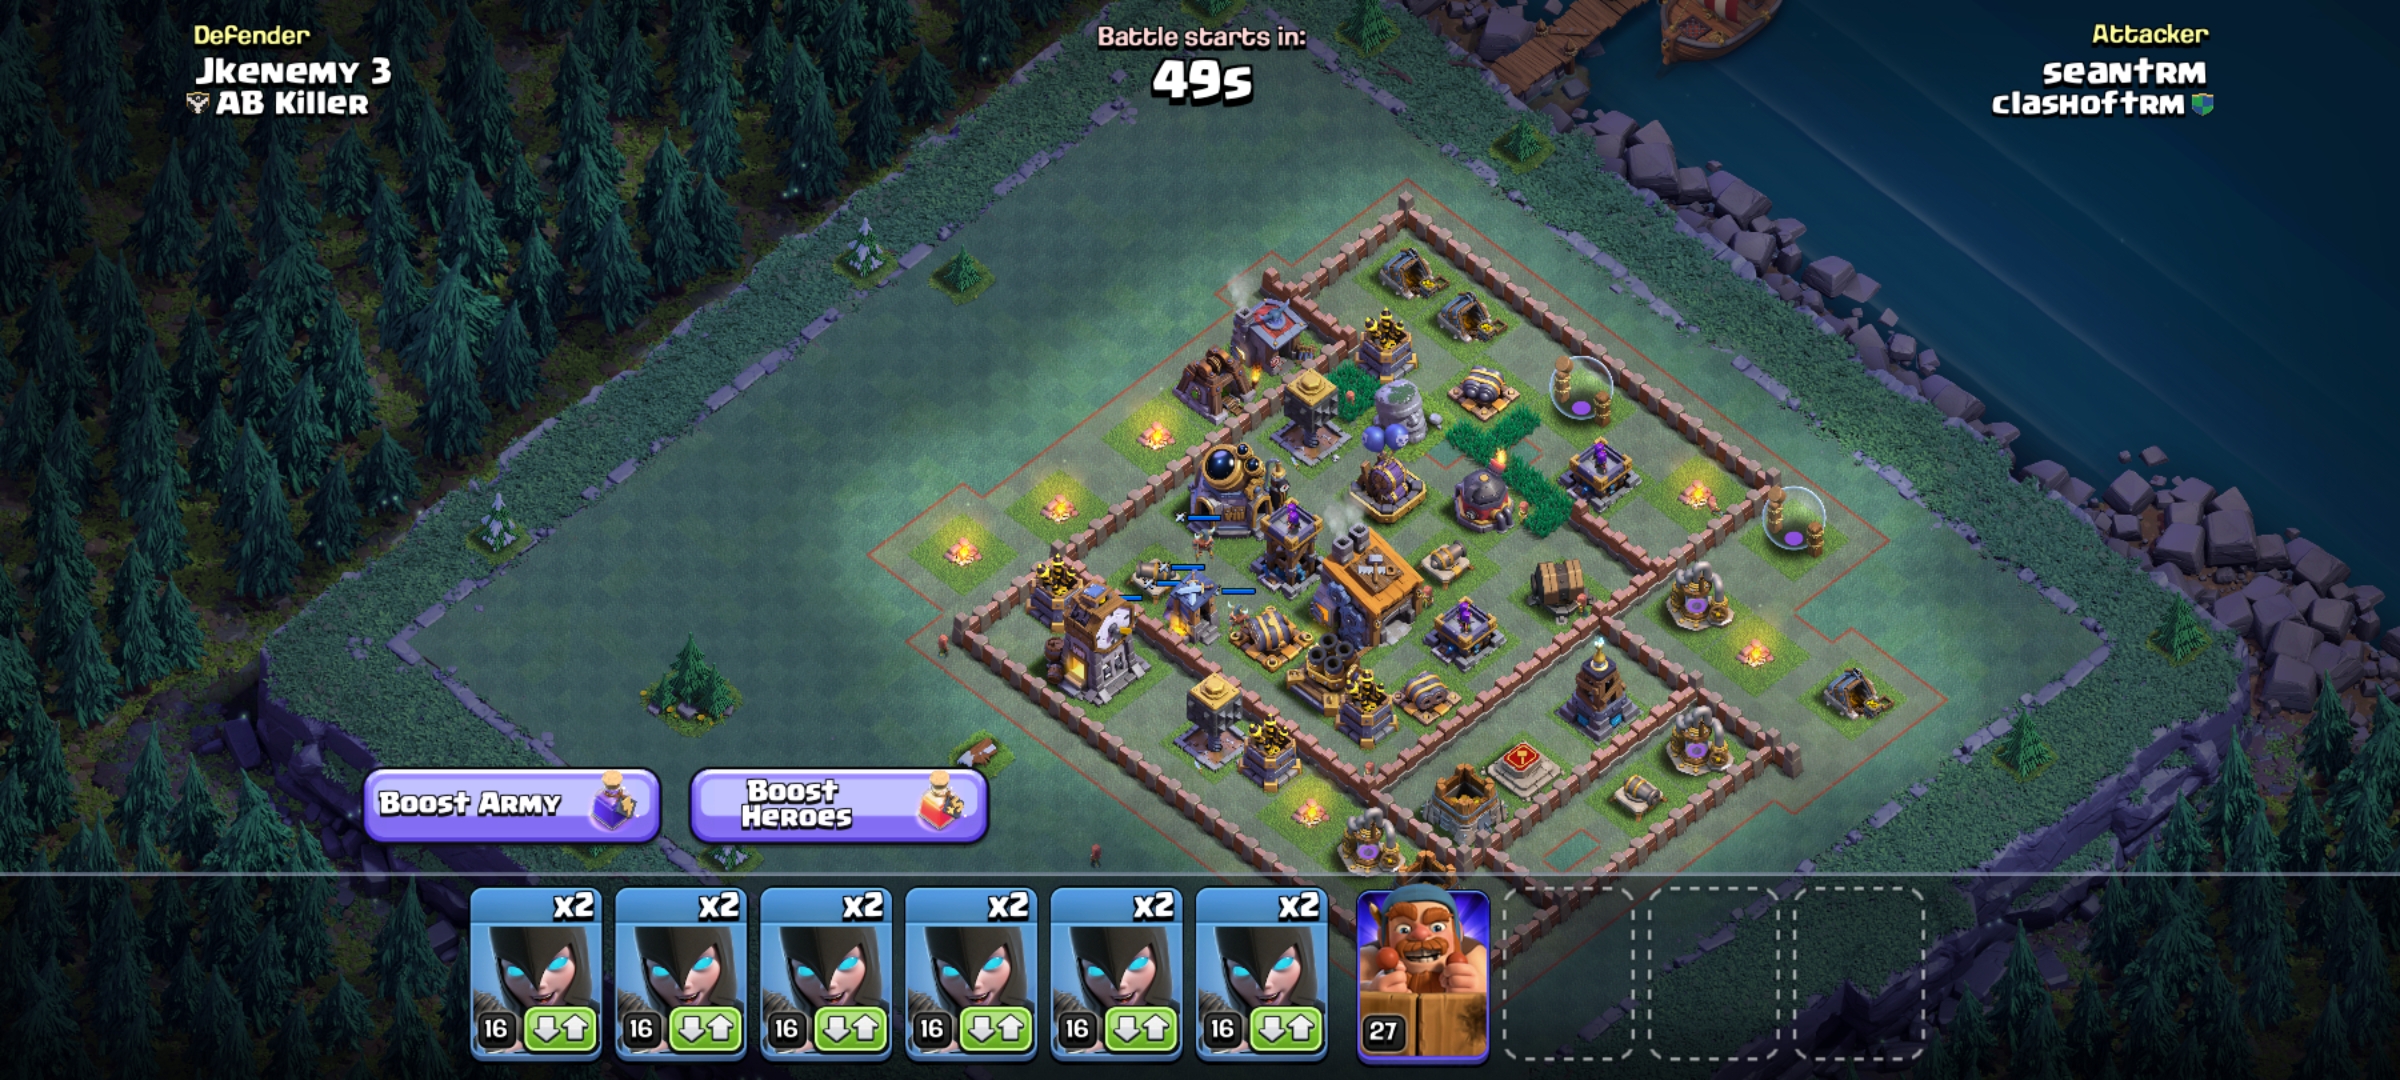 Defender
Jkenemy 3
AB Killer
Battle starts in:
49s
Attacker
seantRM
clashoftRM
Boost Army
Boost
Heroes
x2
x2
x2
x2
x2
x2
16
16
16
16
16
16
27